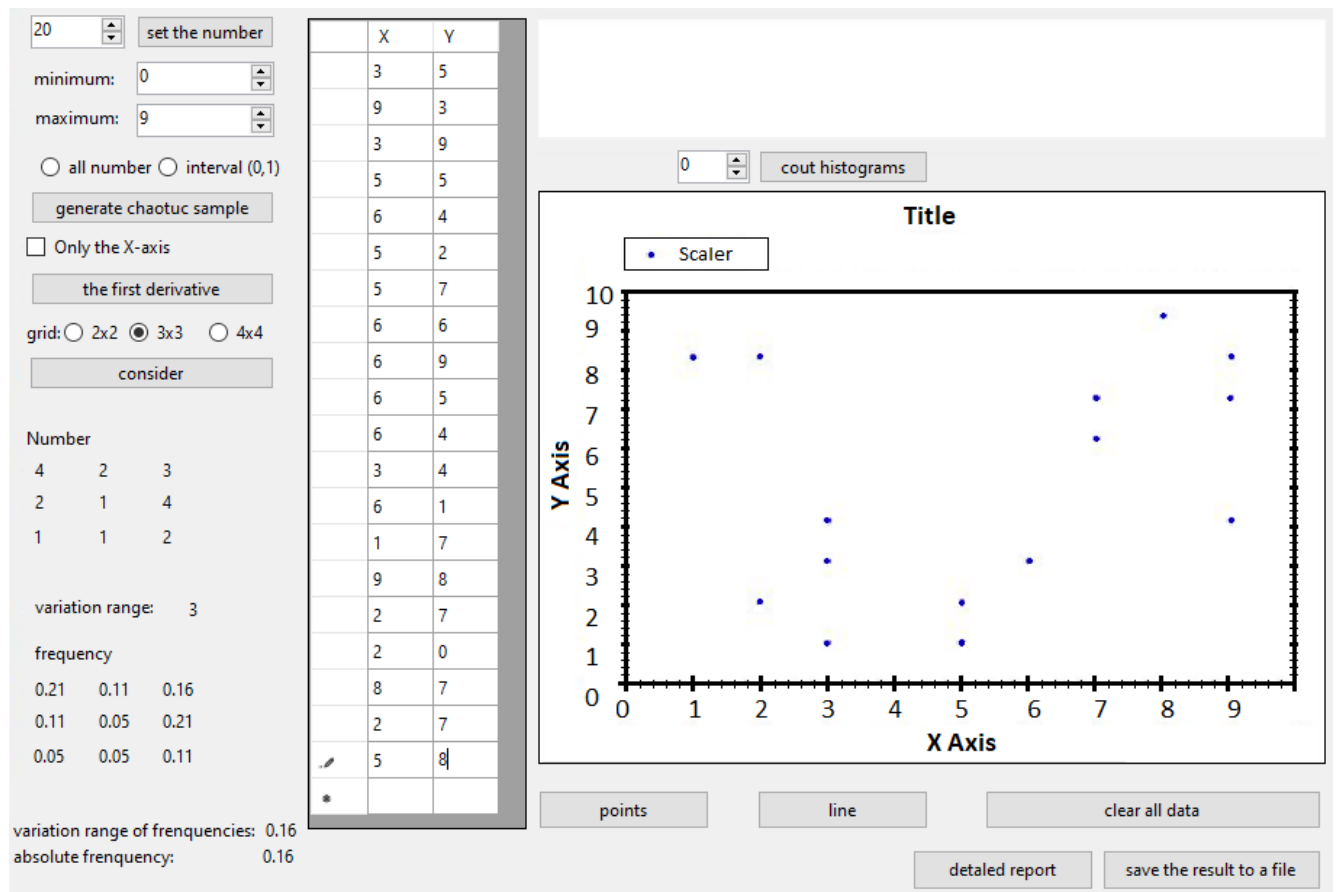 20 set the number
minimum: 0
maximum: 9
all number interval (0,1)
generate chaotuc sample
Only the X-axis
the first derivative
grid: 2x2 3x3 4x4
consider
Number
4 2 3
2 1 4
1 1 2
variation range: 3
frequency
0.21 0.11 0.16
0.11 0.05 0.21
0.05 0.05 0.11
variation range of frenquencies: 0.16
absolute frenquency: 0.16
X Y
3 5
9 3
3 9
5 5
6 4
5 2
5 7
6 6
6 9
6 5
6 4
3 4
6 1
1 7
9 8
2 7
2 0
8 7
2 7
5 8
0 cout histograms
Title
Scaler
10
9
8
7
6
5
4
3
2
1
0
Y Axis
0 1 2 3 4 5 6 7 8 9
X Axis
points line clear all data
detaled report save the result to a file